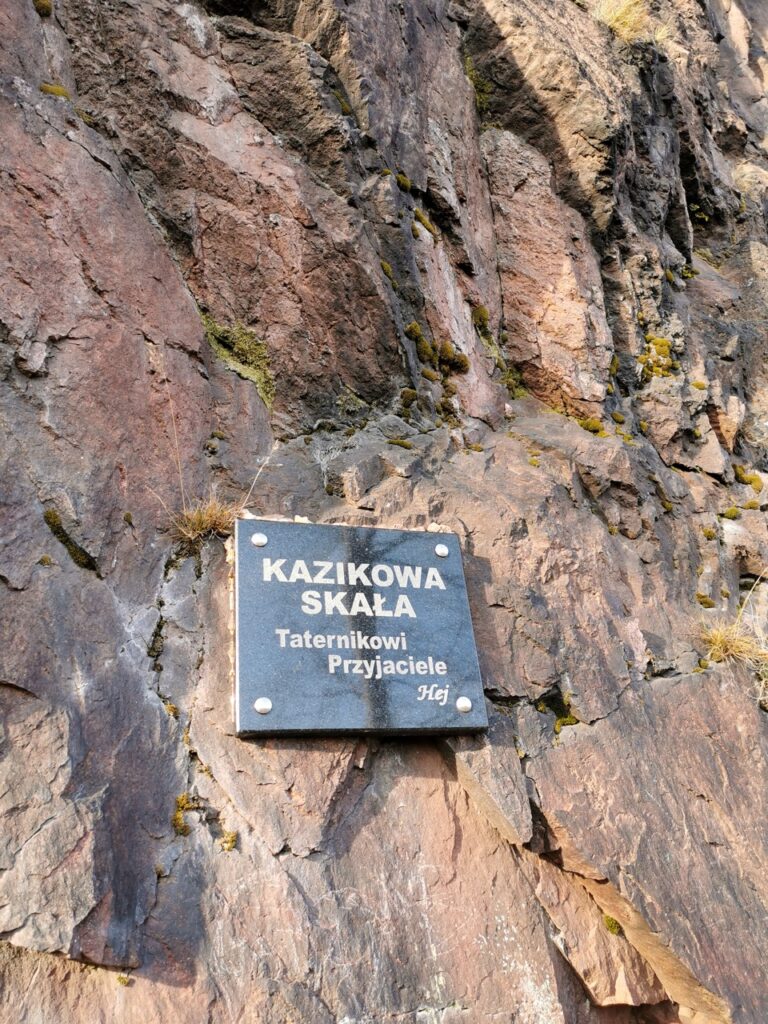 KAZIKOWA
SKAŁA
Taternikowi
Przyjaciele
Hej